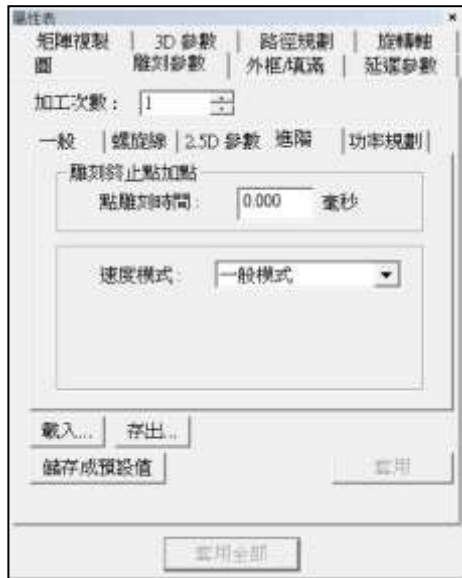 屬性表
矩陣複製 3D 參數 路徑規劃 旋轉軸
圖 雕刻參數 外框/填滿 延遲參數
加工次數： 1
一般 螺旋線 2.5D 參數 進階 功率規劃
雕刻終止點加點
點雕刻時間： 0.000 毫秒
速度模式： 一般模式
載入... 存出...
儲存成預設值 套用
套用全部